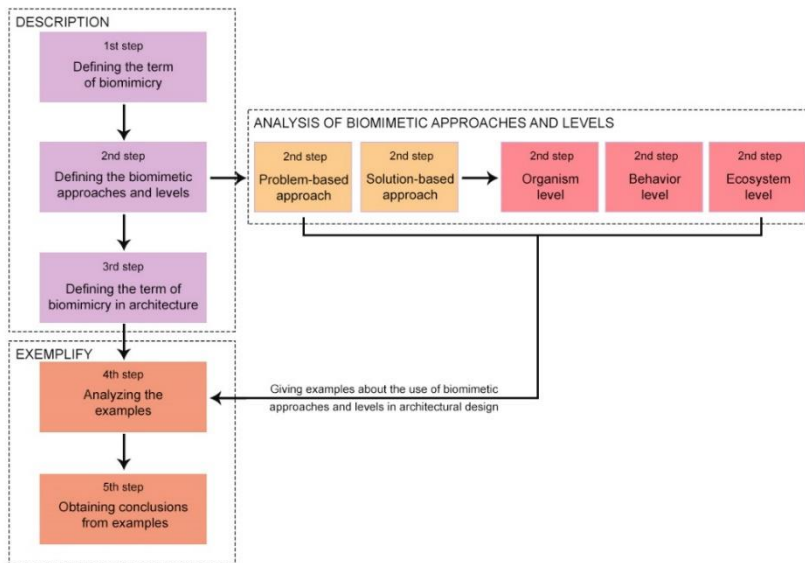 DESCRIPTION
1st step
Defining the term
of biomimicry
2nd step
Defining the biomimetic
approaches and levels
3rd step
Defining the term of
biomimicry in architecture
ANALYSIS OF BIOMIMETIC APPROACHES AND LEVELS
2nd step
Problem-based
approach
2nd step
Solution-based
approach
2nd step
Organism
level
2nd step
Behavior
level
2nd step
Ecosystem
level
EXEMPLIFY
4th step
Analyzing the
examples
Giving examples about the use of biomimetic
approaches and levels in architectural design
5th step
Obtaining conclusions
from examples